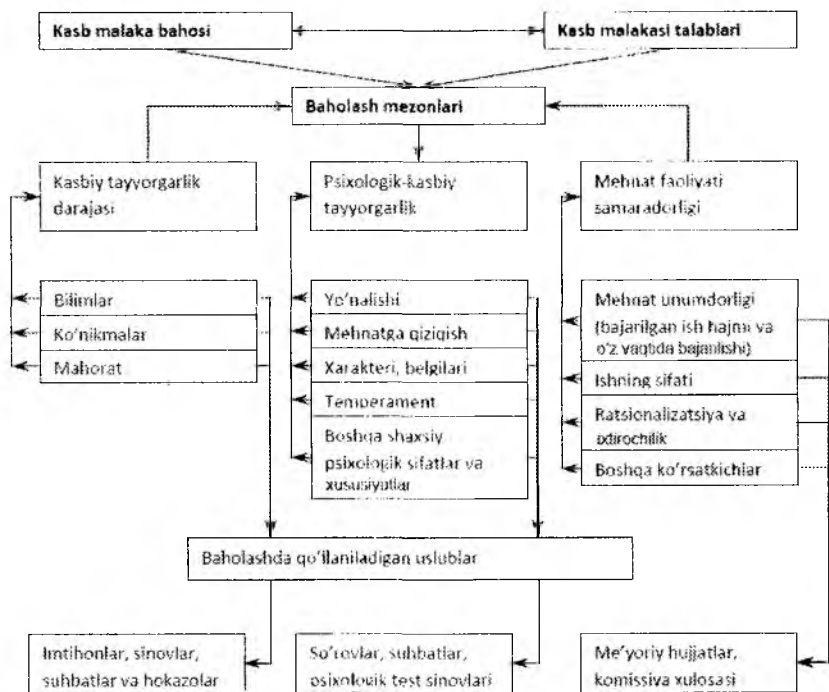 Kasb malaka bahosi
Kasb malakasi talablari
Baholash mezonlari
Kasbiy tayvorgarlik
darajasi
Psixologik-kasbiy
tayyorgarlik
Mehnat faoliyati
samaradorligi
Bilimlar
Ko'nikmalar
Mahorat
Yo'nalishi
Mehnatga qiziqish
Xarakteri, belgilari
Temperament
Boshqa shaxsiy
psixologik sifatlar va
xususiyatlar
Mehnat unumdorligi
(bajarilgan ish hajmi va
o'z vaqtida bajarilishi)
Ishning sifati
Ratsionalizatsiya va
ixtirochilik
Boshqa ko'rsatkichlar
Baholashda qo'llaniladigan uslublar
Imtihonlar, sinovlar,
suhbatlar va hokazolar
So'rovlar, suhbatlar,
psixologik test sinovlari
Me'yoriy hujjatlar,
komissiya xulosasi